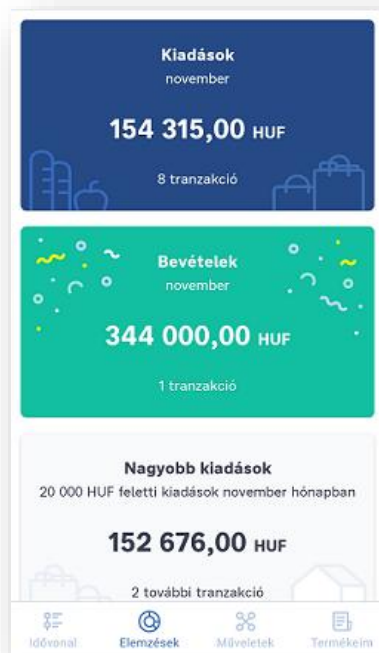 Kiadások
november
154 315,00 HUF
8 tranzakció
Bevételek
november
344 000,00 HUF
1 tranzakció
Nagyobb kiadások
20 000 HUF feletti kiadások november hónapban
152 676,00 HUF
2 további tranzakció
Idővonal Elemzések Műveletek Termékeim